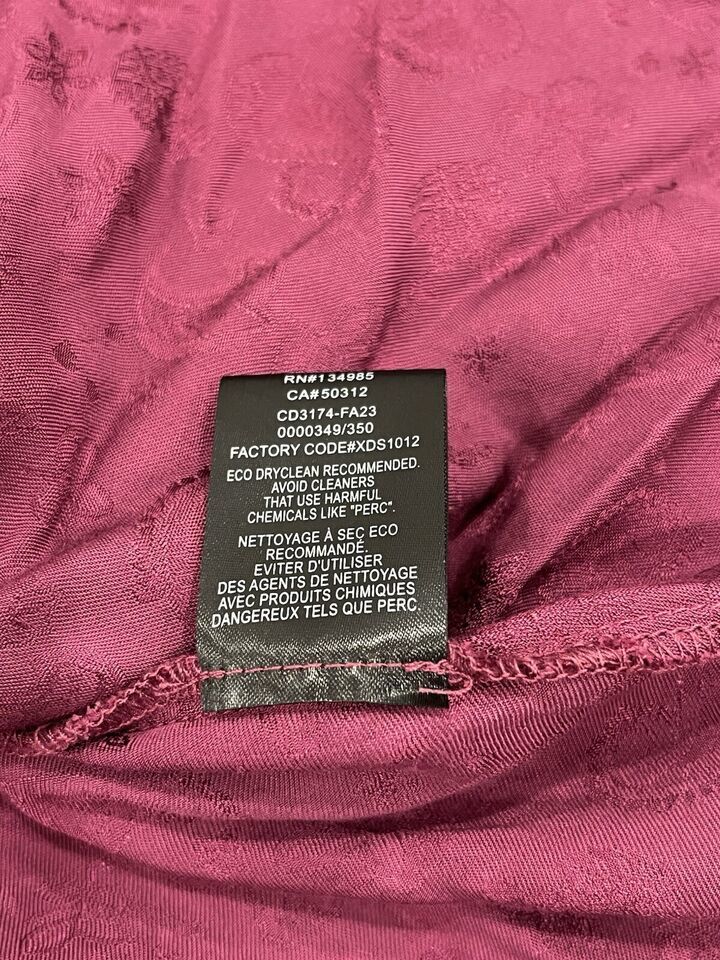 RN#134985
CA#50312
CD3174-FA23
0000349/350
FACTORY CODE#XDS1012
ECO DRYCLEAN RECOMMENDED.
AVOID CLEANERS
THAT USE HARMFUL
CHEMICALS LIKE "PERC".
NETTOYAGE À SEC ECO
RECOMMANDÉ.
EVITER D'UTILISER
DES AGENTS DE NETTOYAGE
AVEC PRODUITS CHIMIQUES
DANGEREUX TELS QUE PERC.